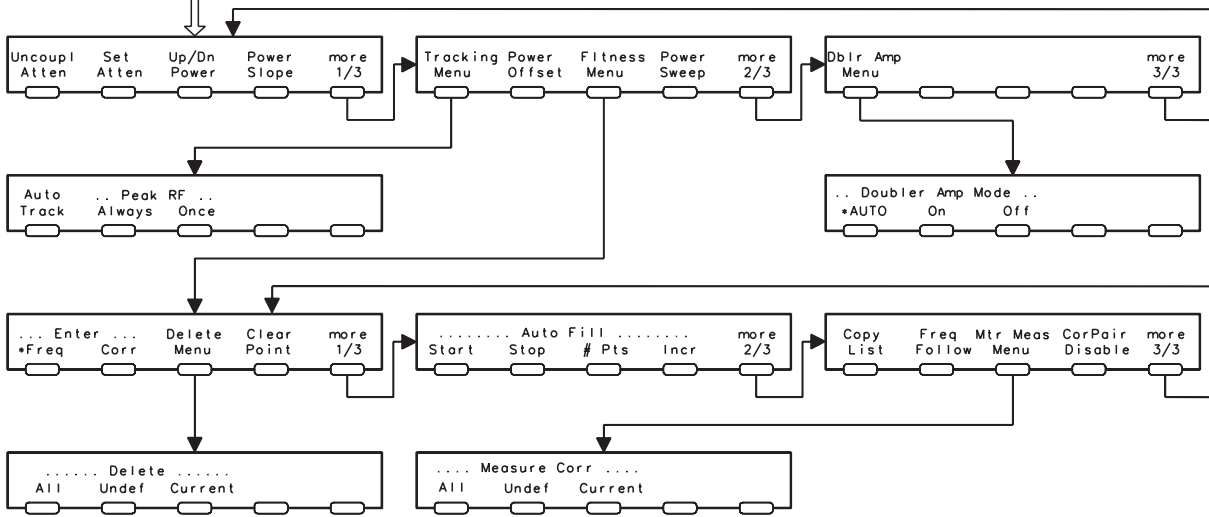 Uncoupl Set Up/Dn Power more
Atten Atten Power Slope 1/3
Tracking Power Fltness Power more
Menu Offset Menu Sweep 2/3
Dblr Amp more
Menu 3/3
Auto .. Peak RF ..
Track Always Once
.. Doubler Amp Mode ..
*AUTO On Off
... Enter ... Delete Clear more
*Freq Corr Menu Point 1/3
........ Auto Fill ........ more
Start Stop # Pts Incr 2/3
Copy Freq Mtr Meas CorPair more
List Follow Menu Disable 3/3
...... Delete ......
All Undef Current
.... Measure Corr ....
All Undef Current